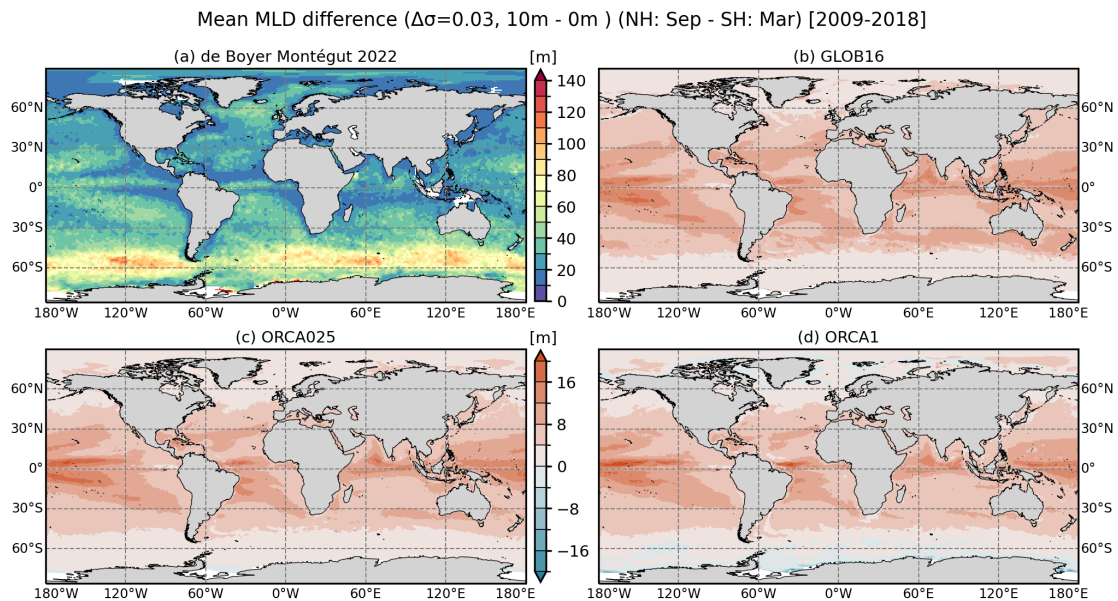 Mean MLD difference (Δσ=0.03, 10m - 0m ) (NH: Sep - SH: Mar) [2009-2018]
(a) de Boyer Montégut 2022
[m]
(b) GLOB16
60°N
30°N
0°
30°S
60°S
140
120
100
80
60
40
20
0
60°N
30°N
0°
30°S
60°S
180°W 120°W 60°W 0°W 60°E 120°E 180°E
180°W 120°W 60°W 0°W 60°E 120°E 180°E
(c) ORCA025
[m]
(d) ORCA1
60°N
30°N
0°
30°S
60°S
16
8
0
−8
−16
60°N
30°N
0°
30°S
60°S
180°W 120°W 60°W 0°W 60°E 120°E 180°E
180°W 120°W 60°W 0°W 60°E 120°E 180°E